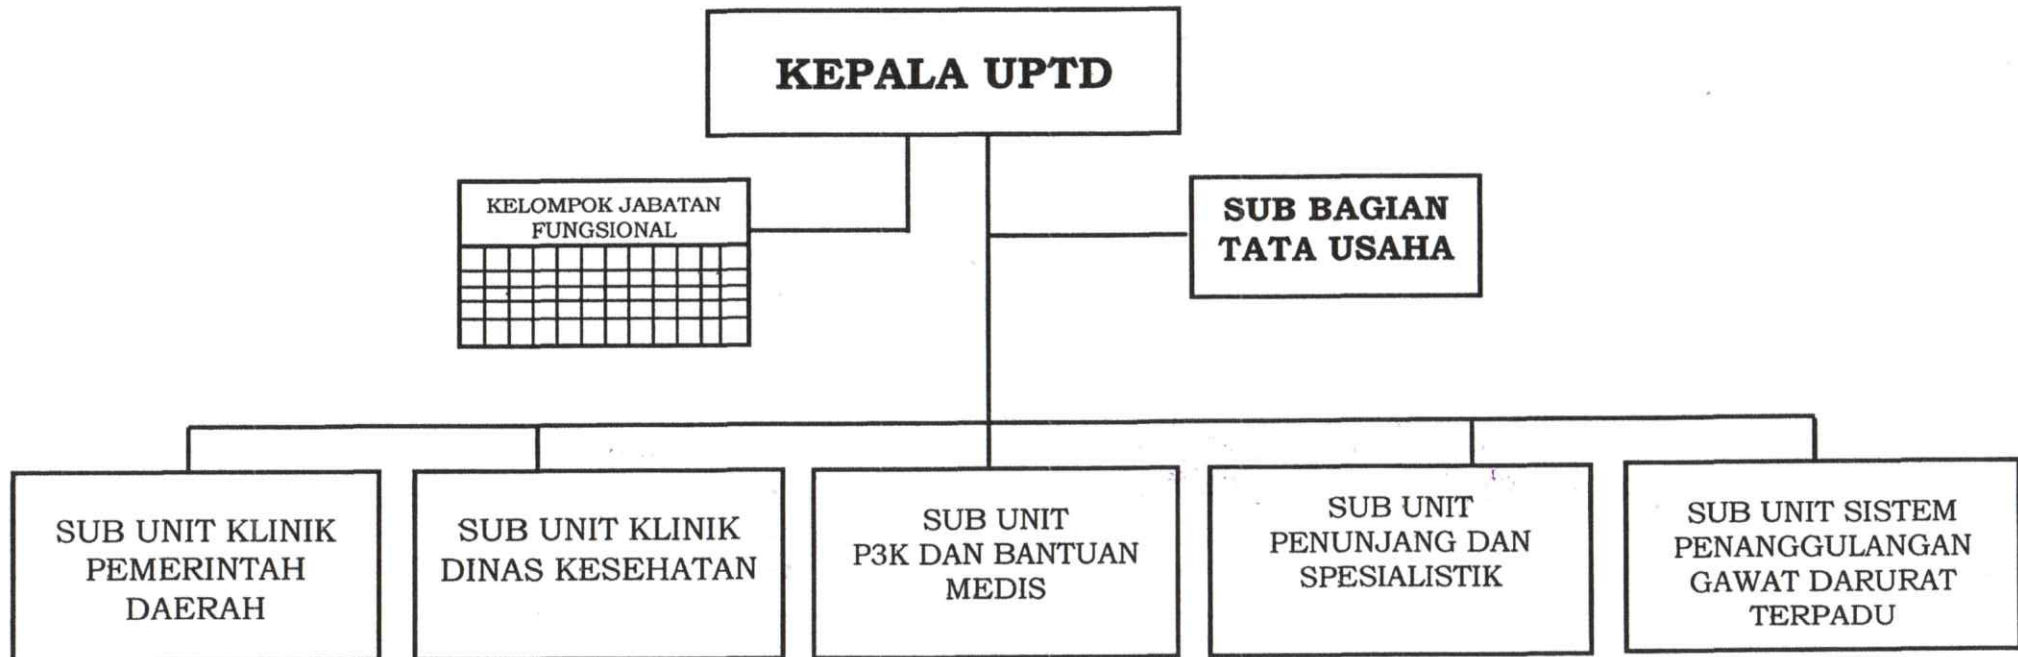 KEPALA UPTD
KELOMPOK JABATAN
FUNGSIONAL
SUB BAGIAN
TATA USAHA
SUB UNIT KLINIK
PEMERINTAH
DAERAH
SUB UNIT KLINIK
DINAS KESEHATAN
SUB UNIT
P3K DAN BANTUAN
MEDIS
SUB UNIT
PENUNJANG DAN
SPESIALISTIK
SUB UNIT SISTEM
PENANGGULANGAN
GAWAT DARURAT
TERPADU